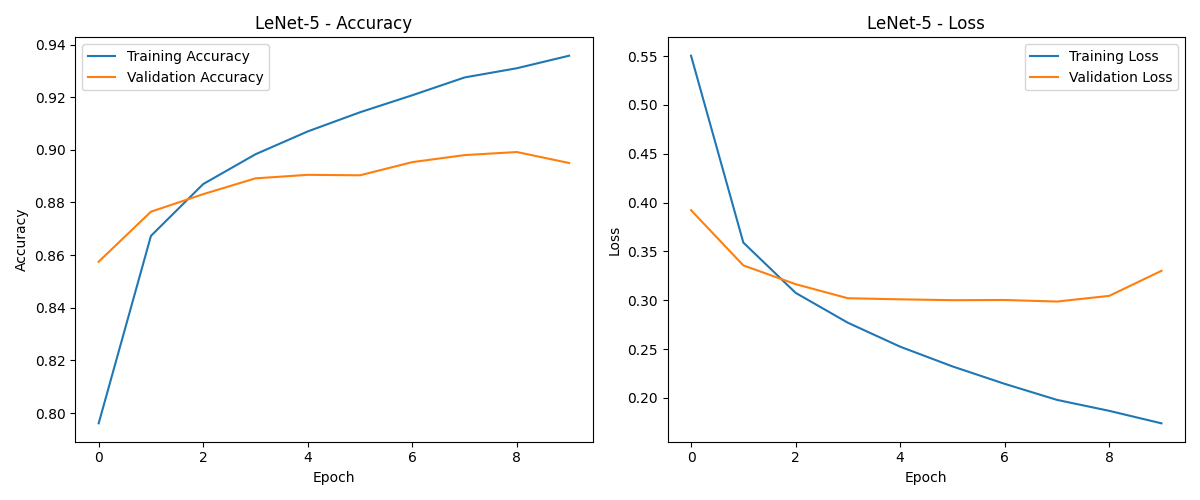 LeNet-5 - Accuracy
Training Accuracy
Validation Accuracy
0.94
0.92
0.90
0.88
0.86
0.84
0.82
0.80
Accuracy
0
2
4
6
8
Epoch
LeNet-5 - Loss
Training Loss
Validation Loss
0.55
0.50
0.45
0.40
0.35
0.30
0.25
0.20
Loss
0
2
4
6
8
Epoch